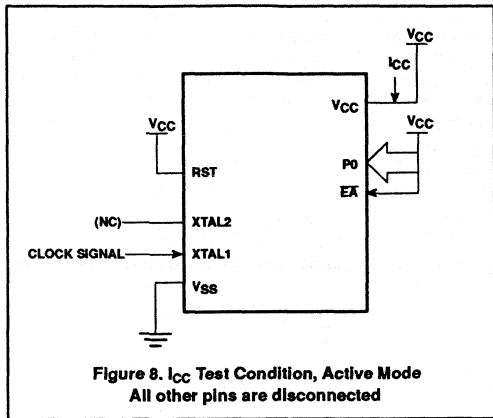 VCC
ICC
VCC
VCC
VCC
RST
P0
EA
(NC)
XTAL2
CLOCK SIGNAL
XTAL1
VSS
Figure 8. ICC Test Condition, Active Mode
All other pins are disconnected